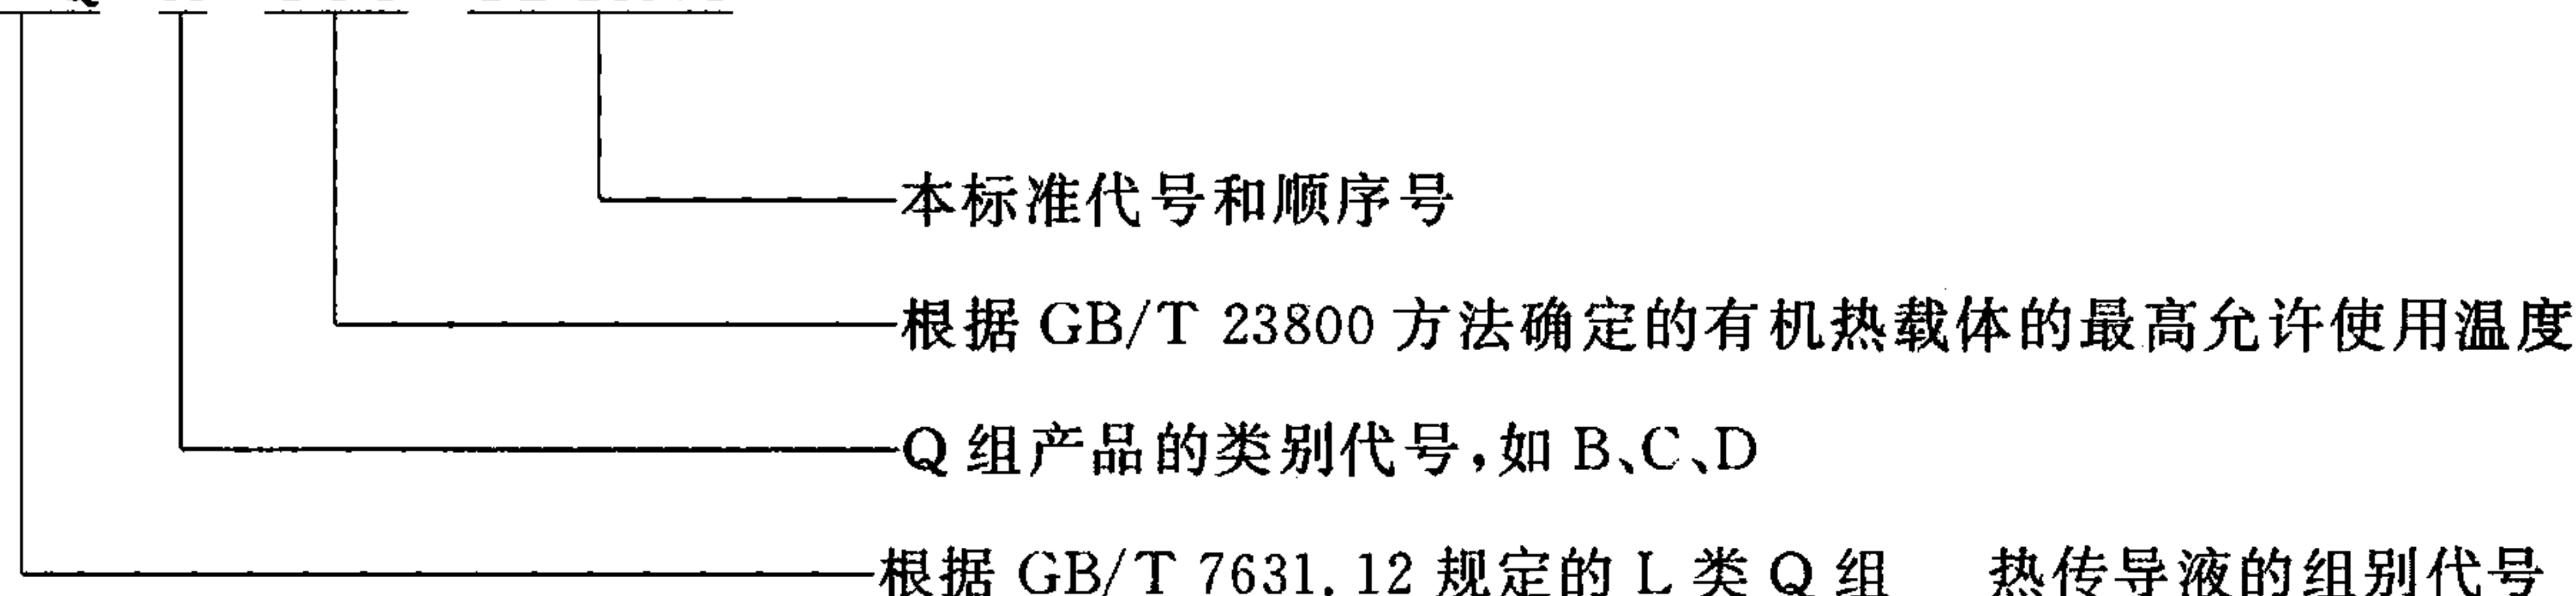 本标准代号和顺序号
根据 GB/T 23800 方法确定的有机热载体的最高允许使用温度
Q 组产品的类别代号,如 B、C、D
根据 GB/T 7631.12 规定的 L 类 Q 组 热传导液的组别代号